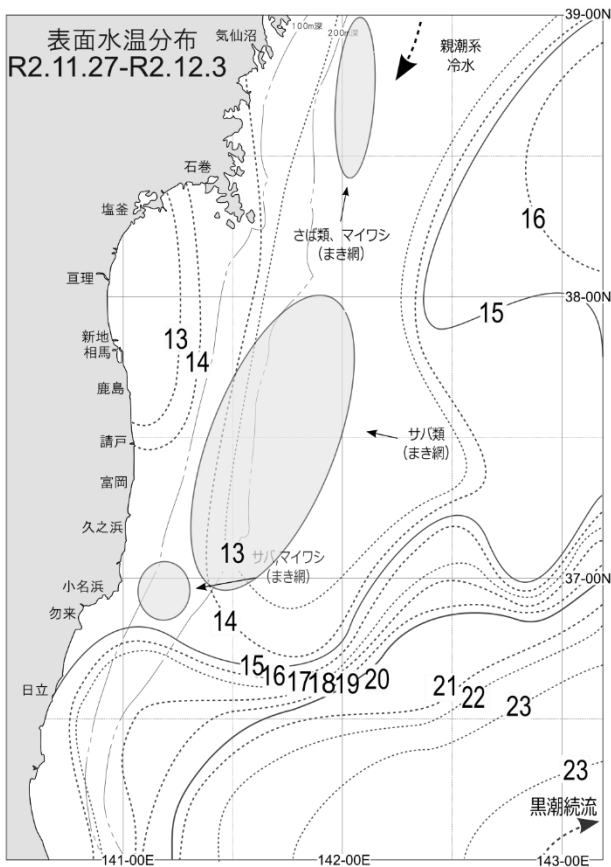 39-00N
表面水温分布
R2.11.27-R2.12.3
気仙沼
100m深
200m深
親潮系
冷水
石巻
塩釜
16
さば類、マイワシ
(まき網)
亘理
38-00N
15
新地
相馬
13
14
鹿島
サバ類
(まき網)
請戸
富岡
久之浜
13
サバ,マイワシ
(まき網)
37-00N
小名浜
勿来
14
15
16
17
18
19
20
21
22
23
日立
23
黒潮続流
141-00E
142-00E
143-00E